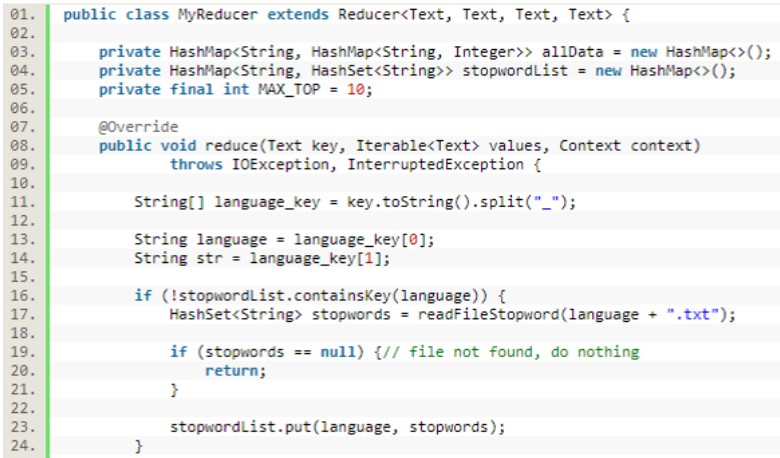 01. public class MyReducer extends Reducer<Text, Text, Text, Text> {
02.
03.     private HashMap<String, HashMap<String, Integer>> allData = new HashMap<>();
04.     private HashMap<String, HashSet<String>> stopwordList = new HashMap<>();
05.     private final int MAX_TOP = 10;
06.
07.     @Override
08.     public void reduce(Text key, Iterable<Text> values, Context context)
09.             throws IOException, InterruptedException {
10.
11.         String[] language_key = key.toString().split("_");
12.
13.         String language = language_key[0];
14.         String str = language_key[1];
15.
16.         if (!stopwordList.containsKey(language)) {
17.             HashSet<String> stopwords = readFileStopword(language + ".txt");
18.
19.             if (stopwords == null) {// file not found, do nothing
20.                 return;
21.             }
22.
23.             stopwordList.put(language, stopwords);
24.         }